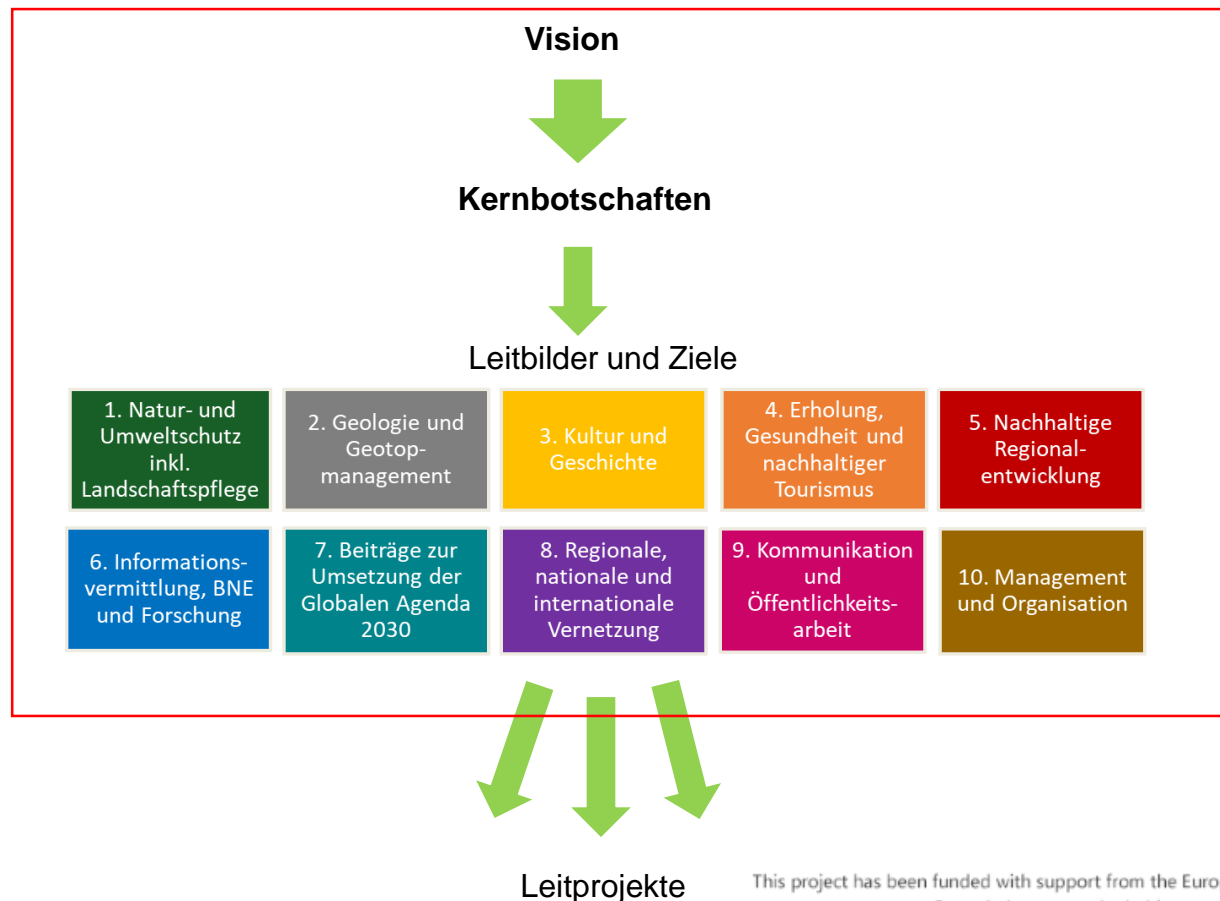 Vision
Kernbotschaften
Leitbilder und Ziele
1. Natur- und
Umweltschutz
inkl.
Landschaftspflege
2. Geologie und
Geotop-
management
3. Kultur und
Geschichte
4. Erholung,
Gesundheit und
nachhaltiger
Tourismus
5. Nachhaltige
Regional-
entwicklung
6. Informations-
vermittlung, BNE
und Forschung
7. Beiträge zur
Umsetzung der
Globalen Agenda
2030
8. Regionale,
nationale und
internationale
Vernetzung
9. Kommunikation
und
Öffentlichkeits-
arbeit
10. Management
und Organisation
Leitprojekte
This project has been funded with support from the Euro